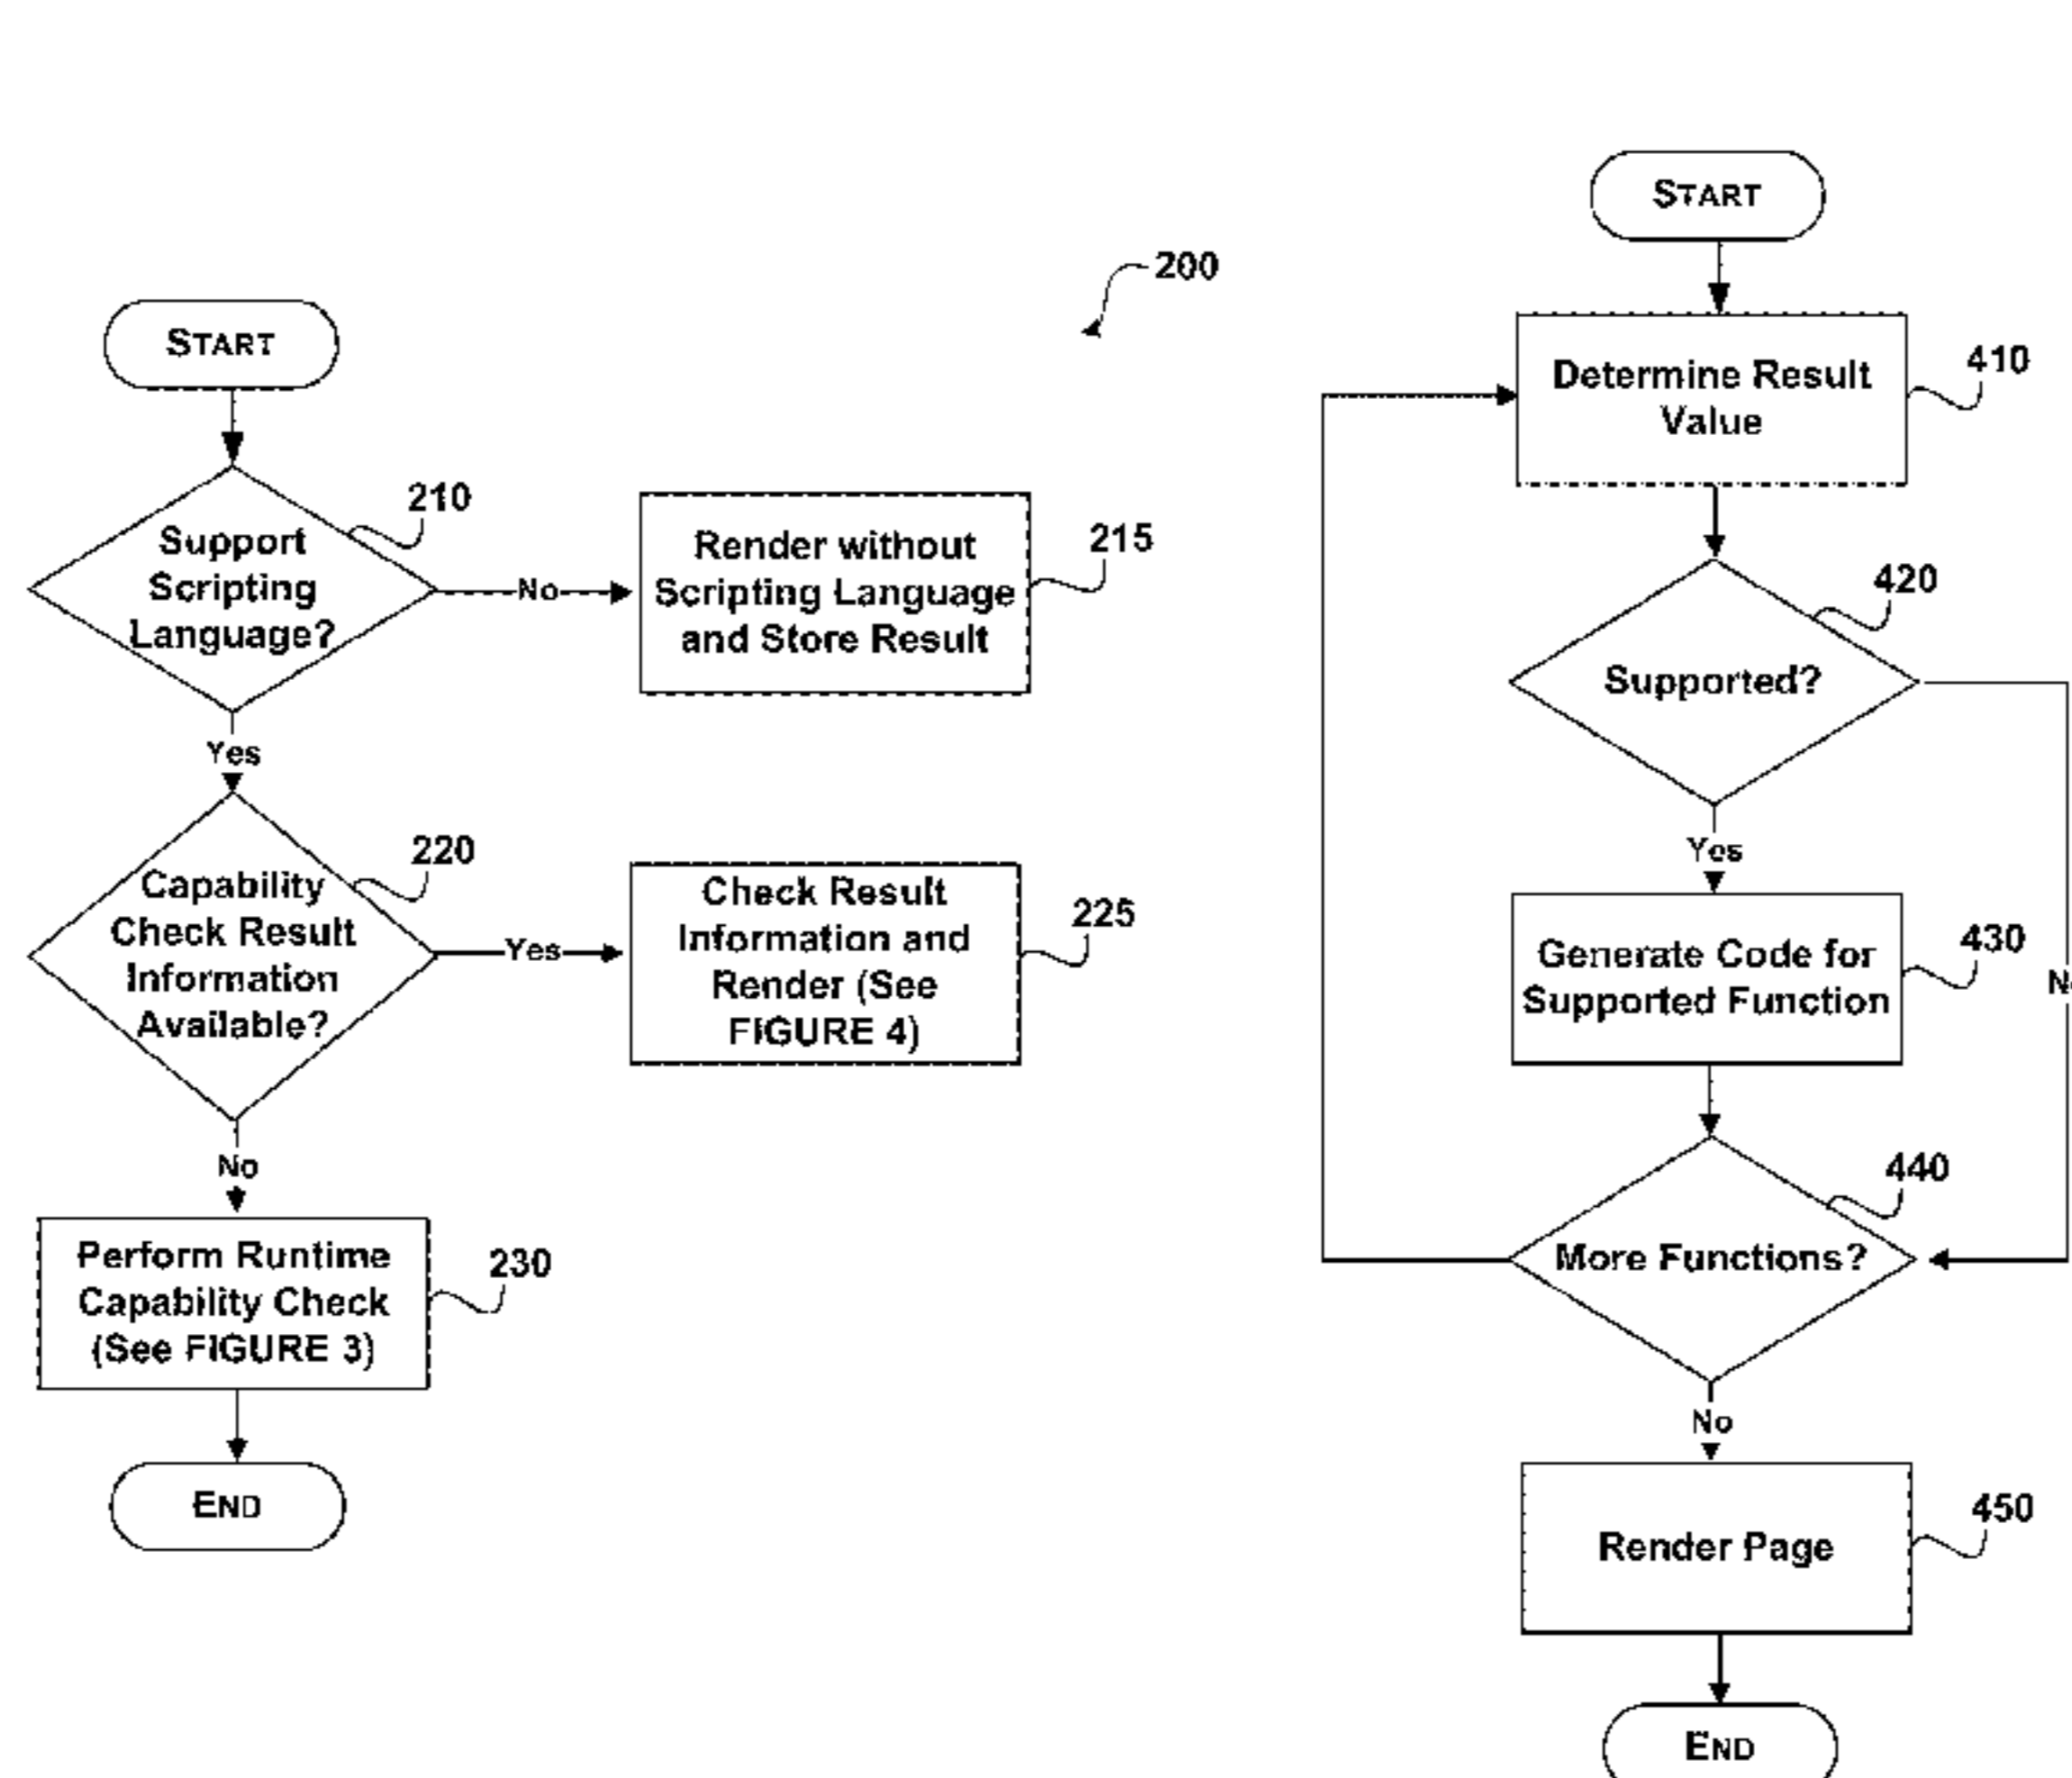 200
START
210
Support
Scripting
Language?
No
Render without
Scripting Language
and Store Result
215
Yes
220
Capability
Check Result
Information
Available?
Yes
Check Result
Information and
Render (See
FIGURE 4)
225
No
Perform Runtime
Capability Check
(See FIGURE 3)
230
END
START
Determine Result
Value
410
420
Supported?
Yes
Generate Code for
Supported Function
430
440
More Functions?
No
Render Page
450
END